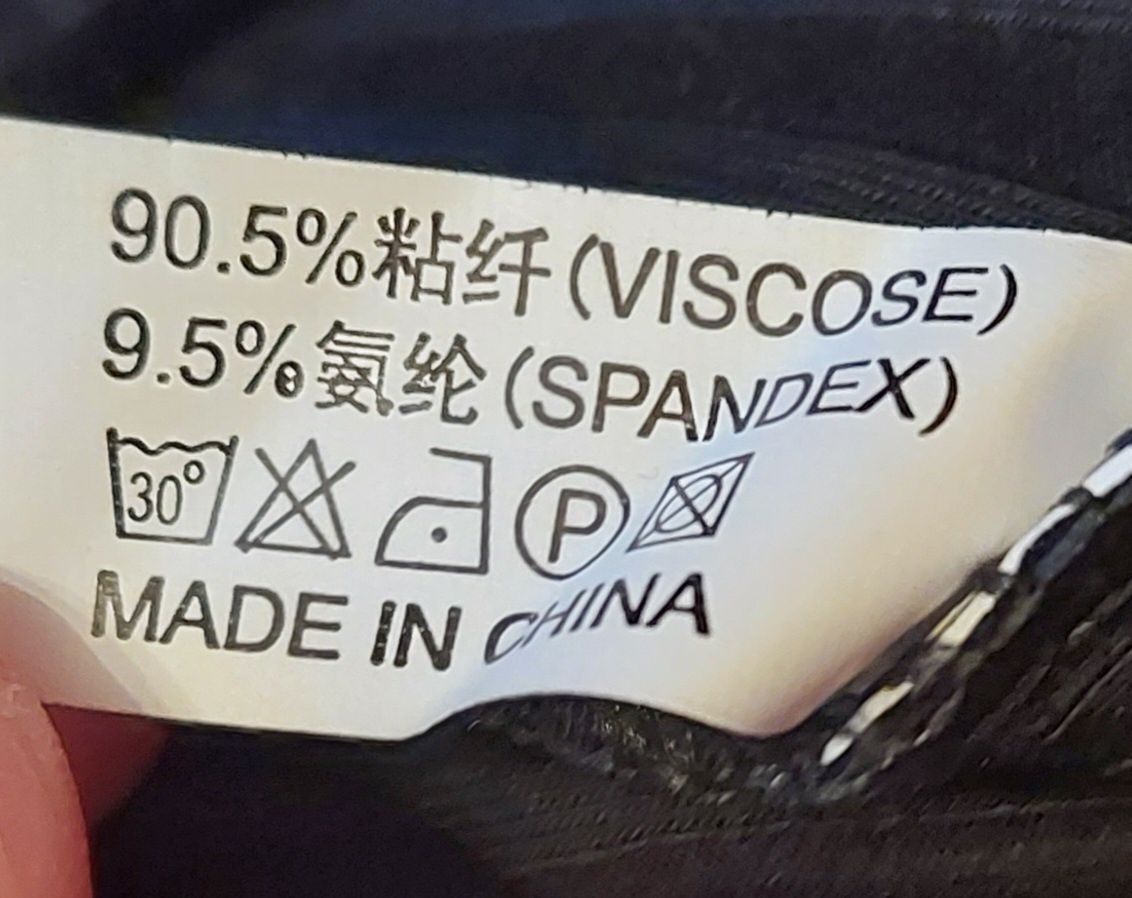 90.5%粘纤(VISCOSE)
9.5%氨纶(SPANDEX)
30°
P
MADE IN CHINA